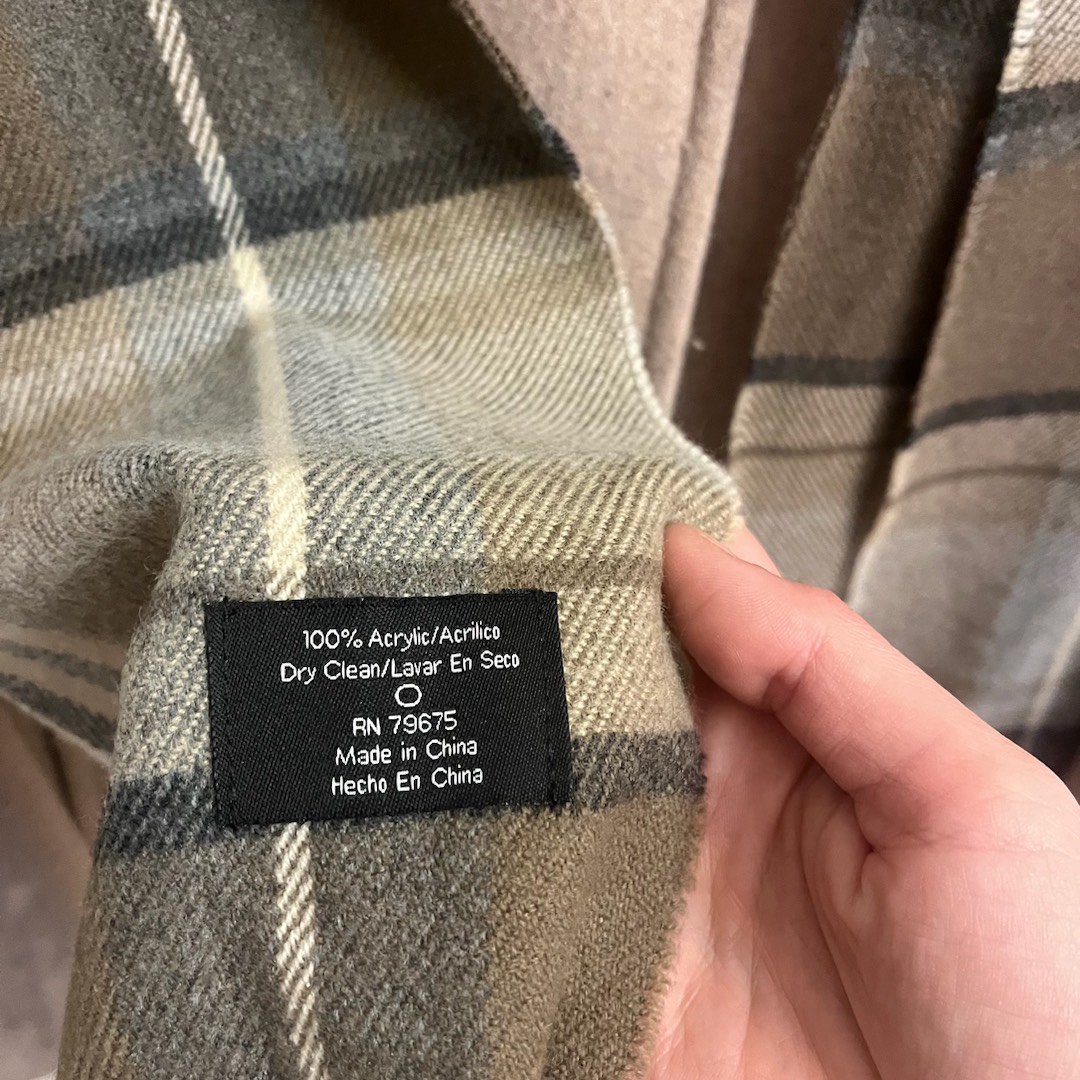 100% Acrylic/Acrilico
Dry Clean/Lavar En Seco
RN 79675
Made in China
Hecho En China